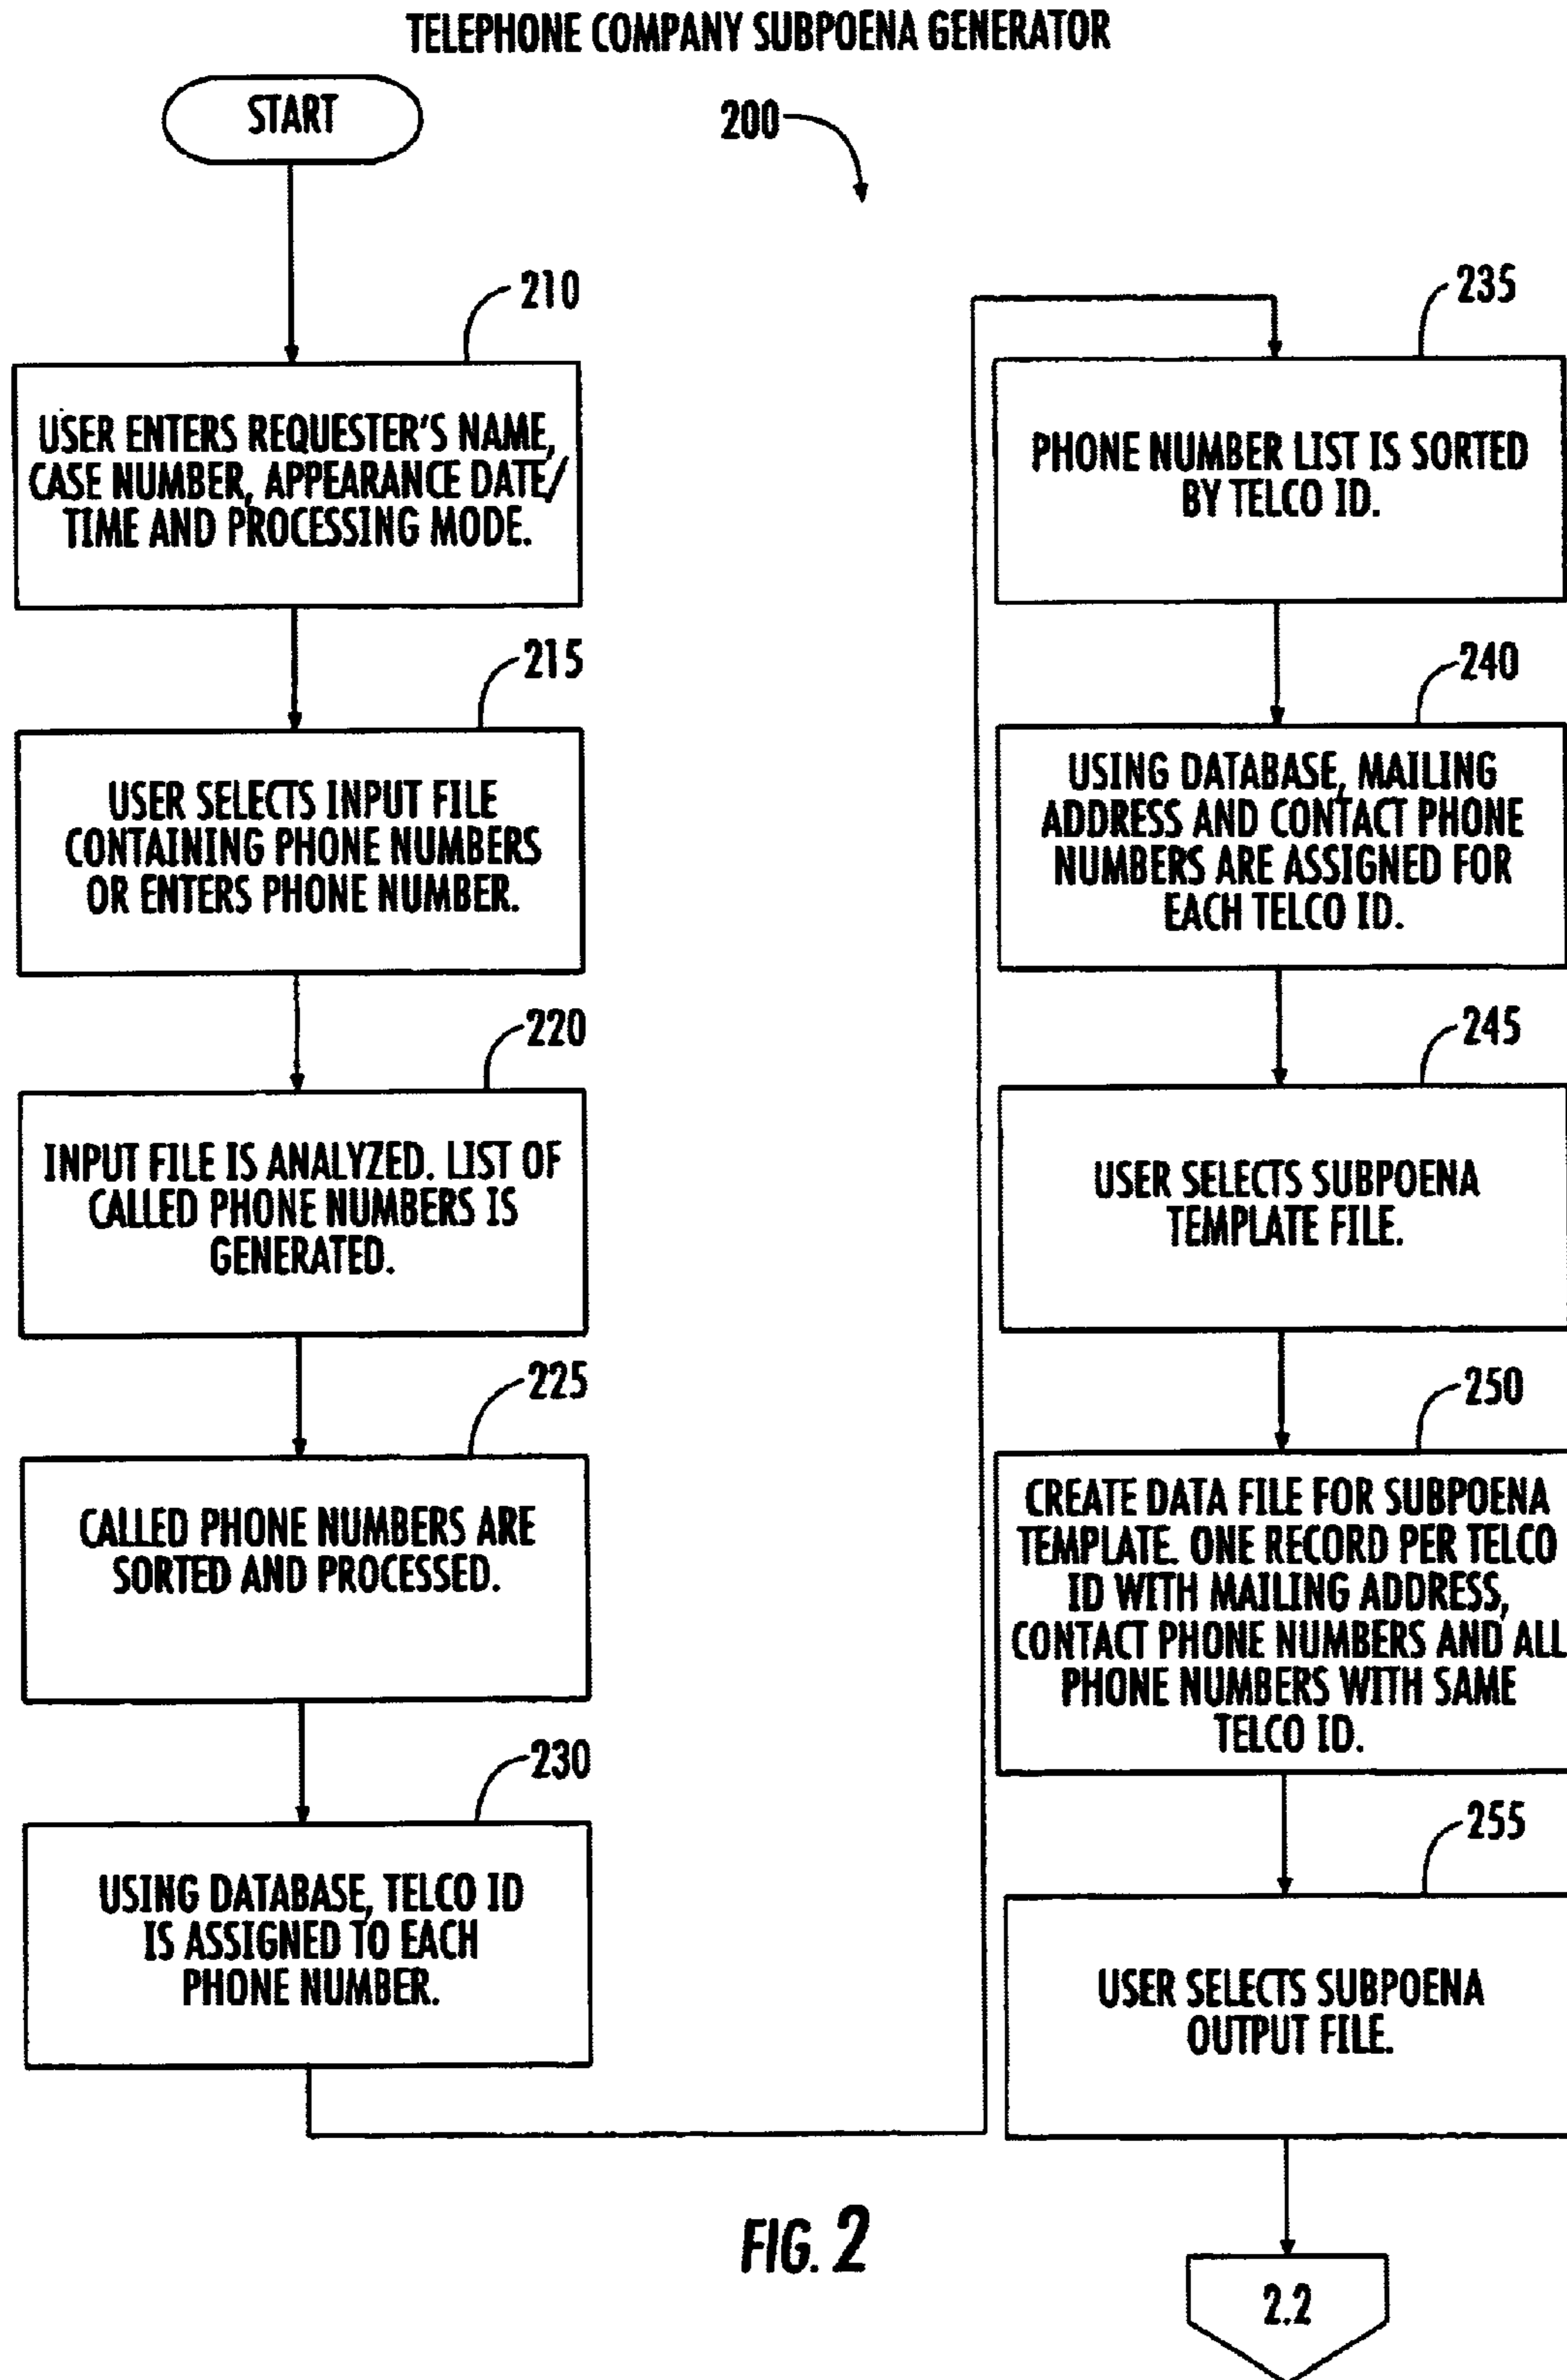 TELEPHONE COMPANY SUBPOENA GENERATOR
START
200
210
USER ENTERS REQUESTER'S NAME,
CASE NUMBER, APPEARANCE DATE/
TIME AND PROCESSING MODE.
215
USER SELECTS INPUT FILE
CONTAINING PHONE NUMBERS
OR ENTERS PHONE NUMBER.
220
INPUT FILE IS ANALYZED. LIST OF
CALLED PHONE NUMBERS IS
GENERATED.
225
CALLED PHONE NUMBERS ARE
SORTED AND PROCESSED.
230
USING DATABASE, TELCO ID
IS ASSIGNED TO EACH
PHONE NUMBER.
235
PHONE NUMBER LIST IS SORTED
BY TELCO ID.
240
USING DATABASE, MAILING
ADDRESS AND CONTACT PHONE
NUMBERS ARE ASSIGNED FOR
EACH TELCO ID.
245
USER SELECTS SUBPOENA
TEMPLATE FILE.
250
CREATE DATA FILE FOR SUBPOENA
TEMPLATE. ONE RECORD PER TELCO
ID WITH MAILING ADDRESS,
CONTACT PHONE NUMBERS AND ALL
PHONE NUMBERS WITH SAME
TELCO ID.
255
USER SELECTS SUBPOENA
OUTPUT FILE.
2.2
FIG. 2